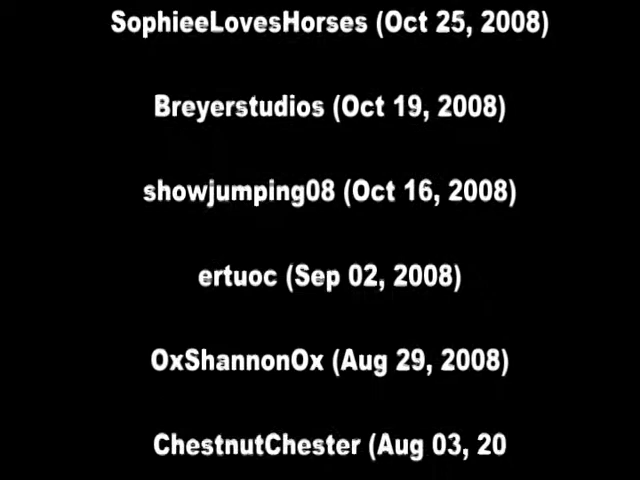 SophieeLovesHorses (Oct 25, 2008)
Breyerstudios (Oct 19, 2008)
showjumping08 (Oct 16, 2008)
ertuoc (Sep 02, 2008)
OxShannonOx (Aug 29, 2008)
ChestnutChester (Aug 03, 20